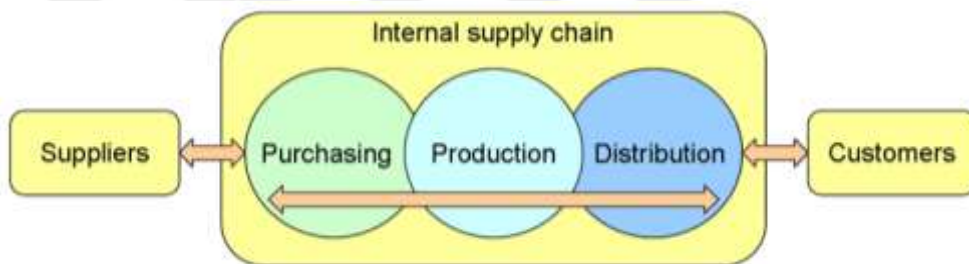 Internal supply chain
Suppliers
Purchasing
Production
Distribution
Customers